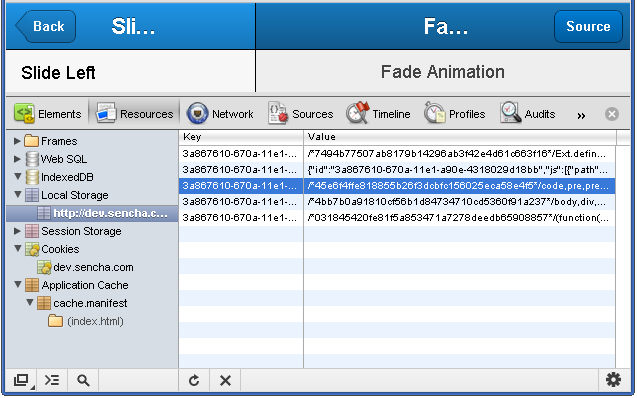 Back Sli... Fa... Source
Slide Left Fade Animation
Elements Resources Network Sources Timeline Profiles Audits »
Key Value
Frames
Web SQL
IndexedDB
Local Storage
http://dev.sencha.c...
Session Storage
Cookies
dev.sencha.com
Application Cache
cache.manifest
(index.html)
3a867610-670a-11e1-... /*7494b77507ab8179b14296ab3f42e4d61c663f16*/Ext.defin...
3a867610-670a-11e1-... {"id":"3a867610-670a-11e1-a90e-4318029d18bb","js":[{"path"...
3a867610-670a-11e1-... /*45e6f4ffe818855b26f3dcbfc156025eca58e4f5*/code,pre,pre...
3a867610-670a-11e1-... /*4bb7b0a91810cf56b1d84734710cd5360f91a237*/body,div,...
3a867610-670a-11e1-... /*031845420fe81f5a853471a7278deedb65908857*/(function(...